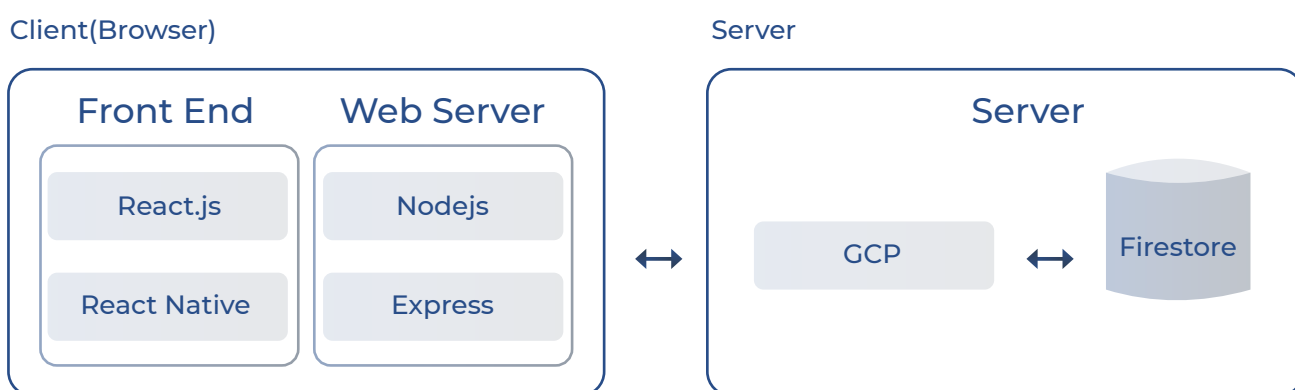 Client(Browser)
Server
Front End
Web Server
React.js
Nodejs
React Native
Express
Server
GCP
Firestore